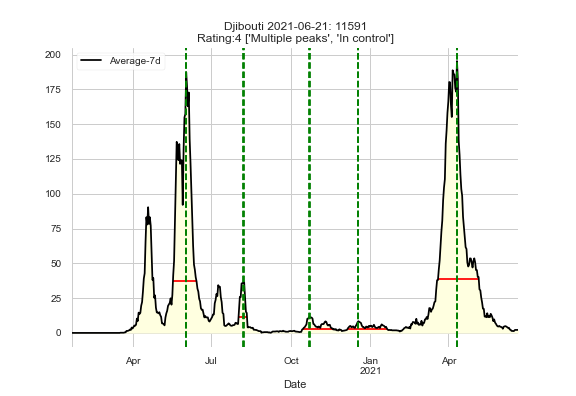 Djibouti 2021-06-21: 11591
Rating:4 ['Multiple peaks', 'In control']
Average-7d
200
175
150
125
100
75
50
25
0
Apr
Jul
Oct
Jan
2021
Apr
Date